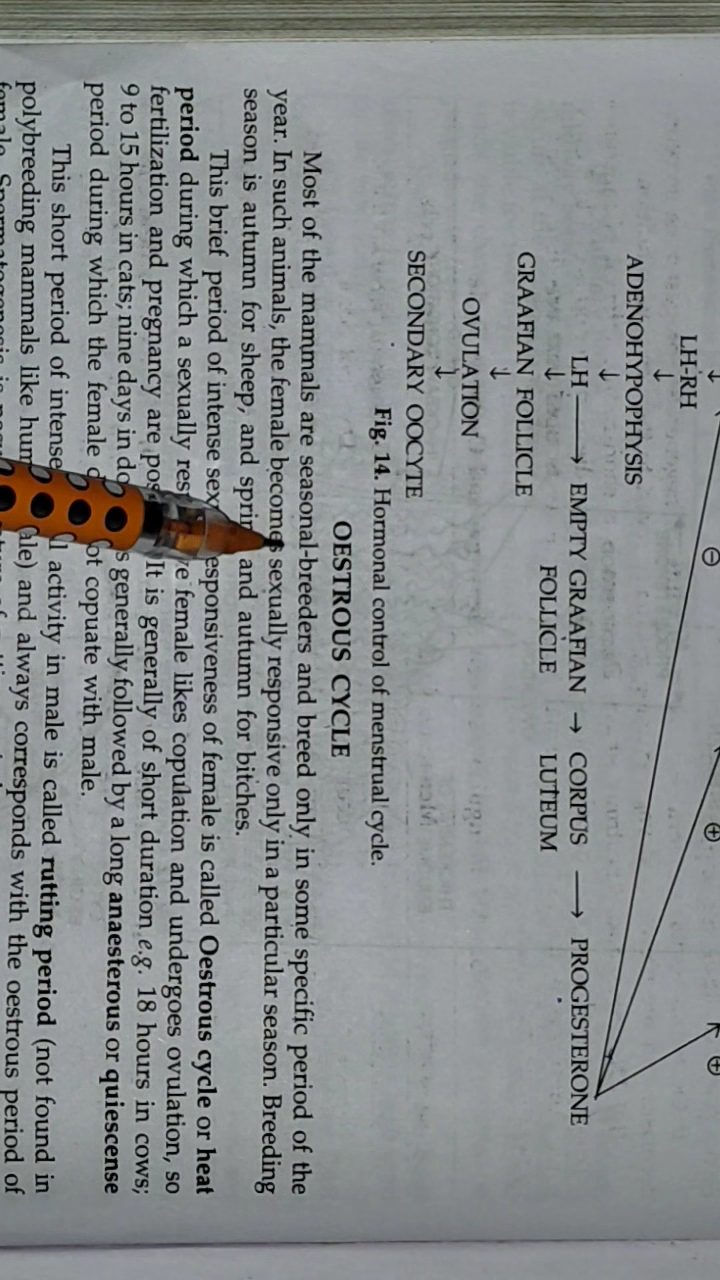 LH-RH
ADENOHYPOPHYSIS
LH → EMPTY GRAAFIAN → CORPUS → PROGESTERONE
FOLLICLE LUTEUM
GRAAFIAN FOLLICLE
OVULATION
SECONDARY OOCYTE
Fig. 14. Hormonal control of menstrual cycle.
OESTROUS CYCLE
Most of the mammals are seasonal-breeders and breed only in some specific period of the
year. In such animals, the female becomes sexually responsive only in a particular season. Breeding
season is autumn for sheep, and and autumn for bitches.
This brief period of intense of female is called Oestrous cycle or heat
period during which a sexually female likes copulation and undergoes ovulation, so
fertilization and pregnancy are It is generally of short duration e.g. 18 hours in cows;
9 to 15 hours in cats; nine days in generally followed by a long anaesterous or quiescense
period during which the female copuate with male.
This short period of intense activity in male is called rutting period (not found in
polybreeding mammals like and always corresponds with the oestrous period of